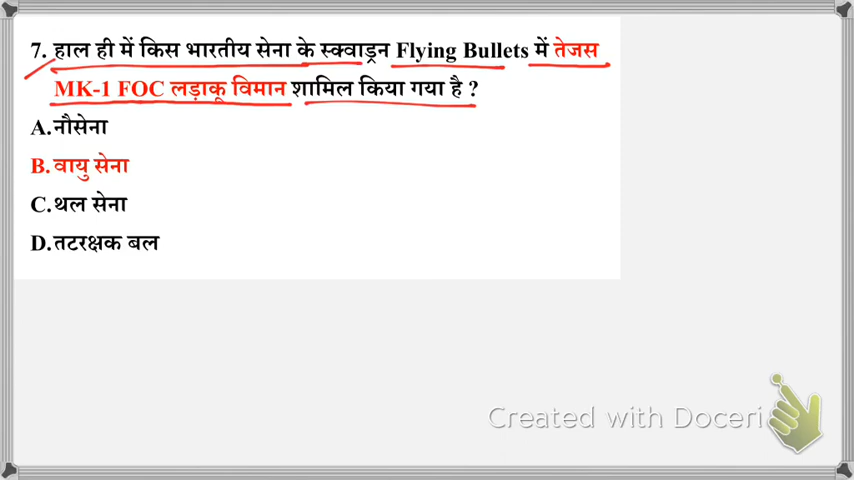 7. हाल ही में किस भारतीय सेना के स्क्वाड्रन Flying Bullets में तेजस
MK-1 FOC लड़ाकू विमान शामिल किया गया है ?
A.नौसेना
B. वायु सेना
C.थल सेना
D.तटरक्षक बल
Created with Doceri